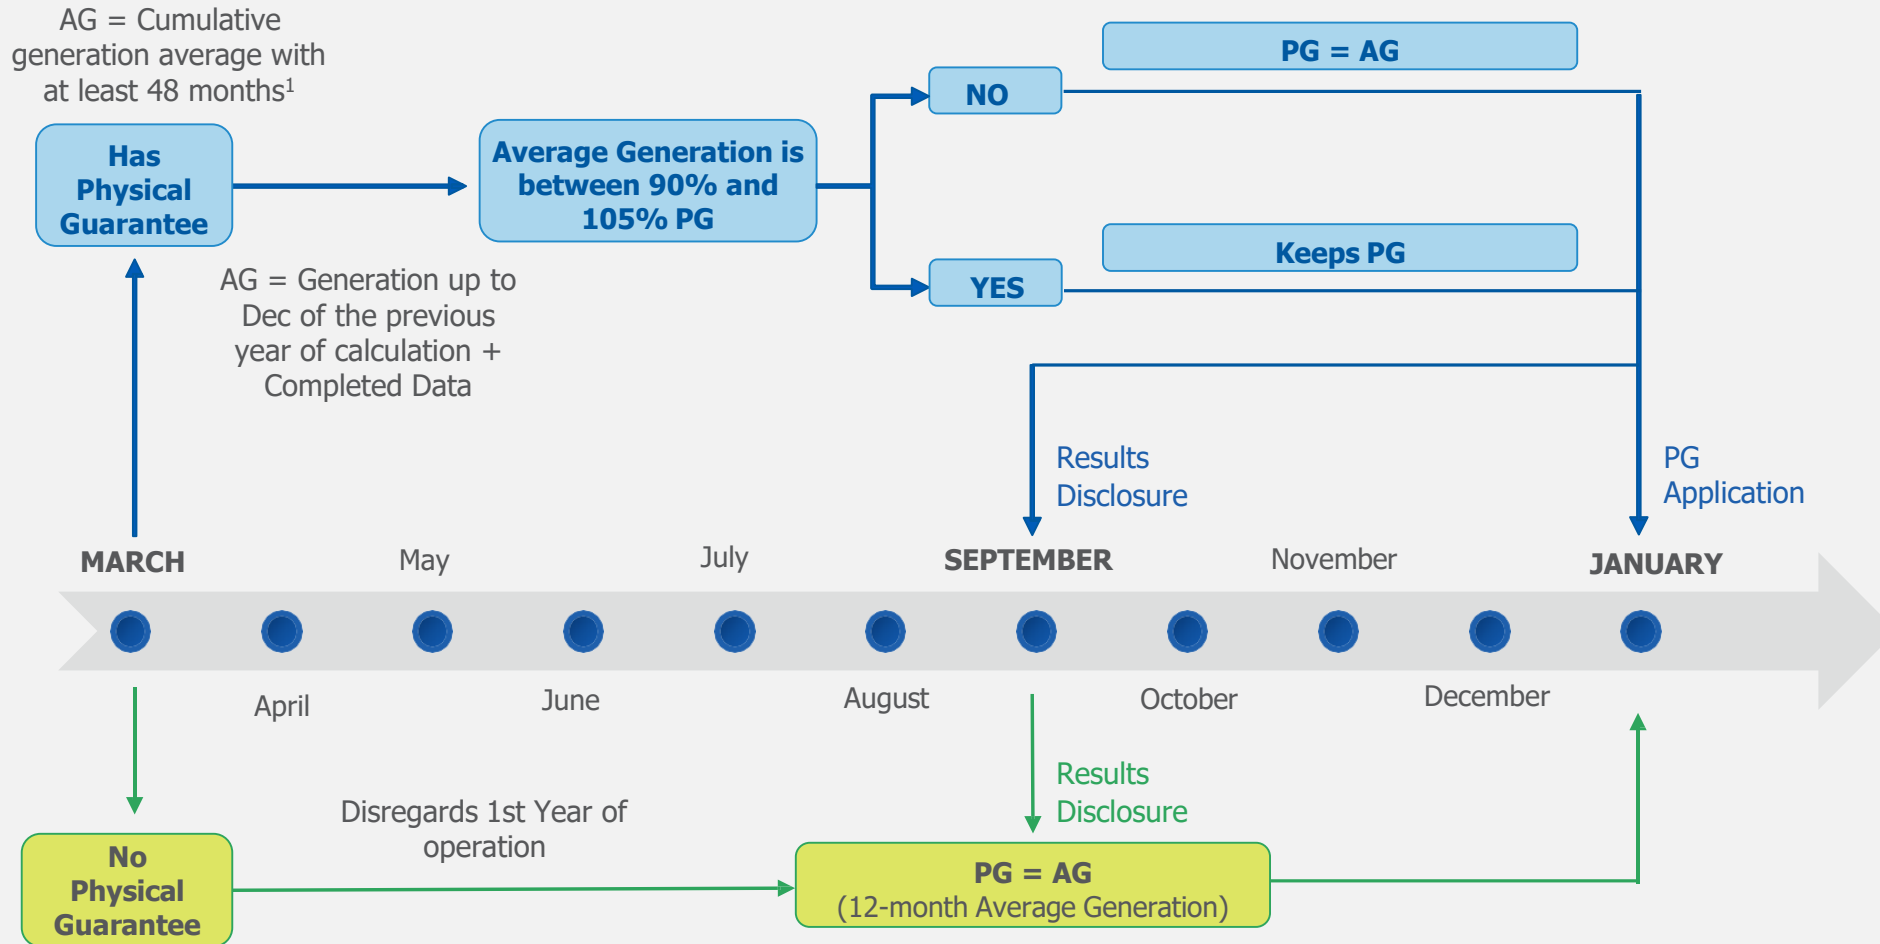 AG = Cumulative
generation average with
at least 48 months¹
Has
Physical
Guarantee
Average Generation is
between 90% and
105% PG
NO
PG = AG
YES
Keeps PG
AG = Generation up to
Dec of the previous
year of calculation +
Completed Data
Results
Disclosure
PG
Application
MARCH
May
July
SEPTEMBER
November
JANUARY
April
June
August
October
December
Results
Disclosure
Disregards 1st Year of
operation
No
Physical
Guarantee
PG = AG
(12-month Average Generation)